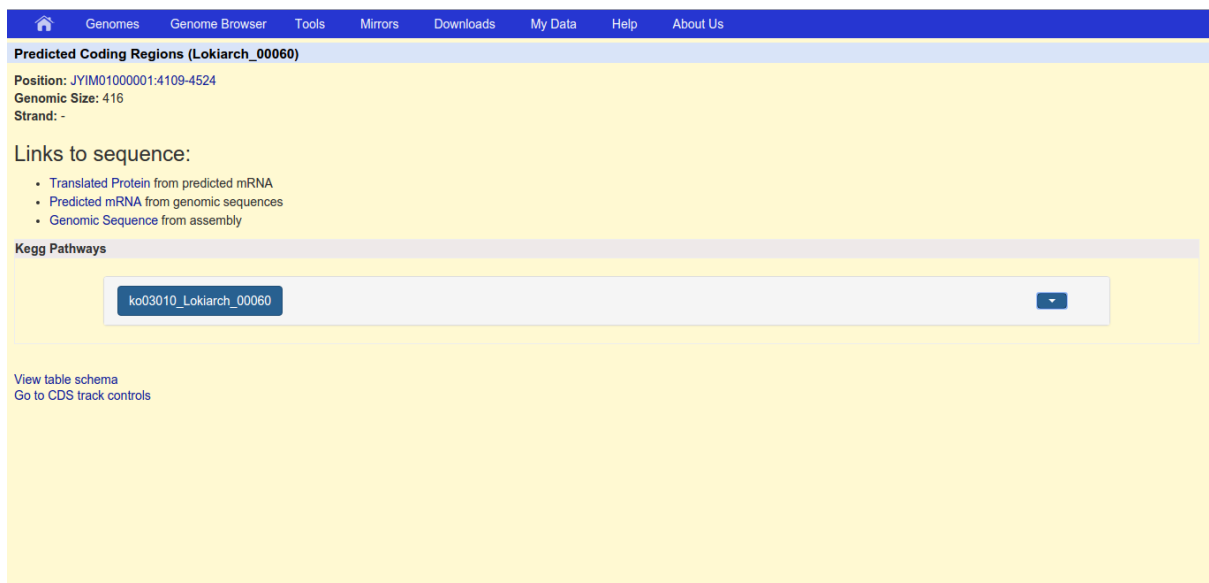 Genomes Genome Browser Tools Mirrors Downloads My Data Help About Us
Predicted Coding Regions (Lokiarch_00060)
Position: JYIM01000001:4109-4524
Genomic Size: 416
Strand: -
Links to sequence:
• Translated Protein from predicted mRNA
• Predicted mRNA from genomic sequences
• Genomic Sequence from assembly
Kegg Pathways
ko03010_Lokiarch_00060
View table schema
Go to CDS track controls